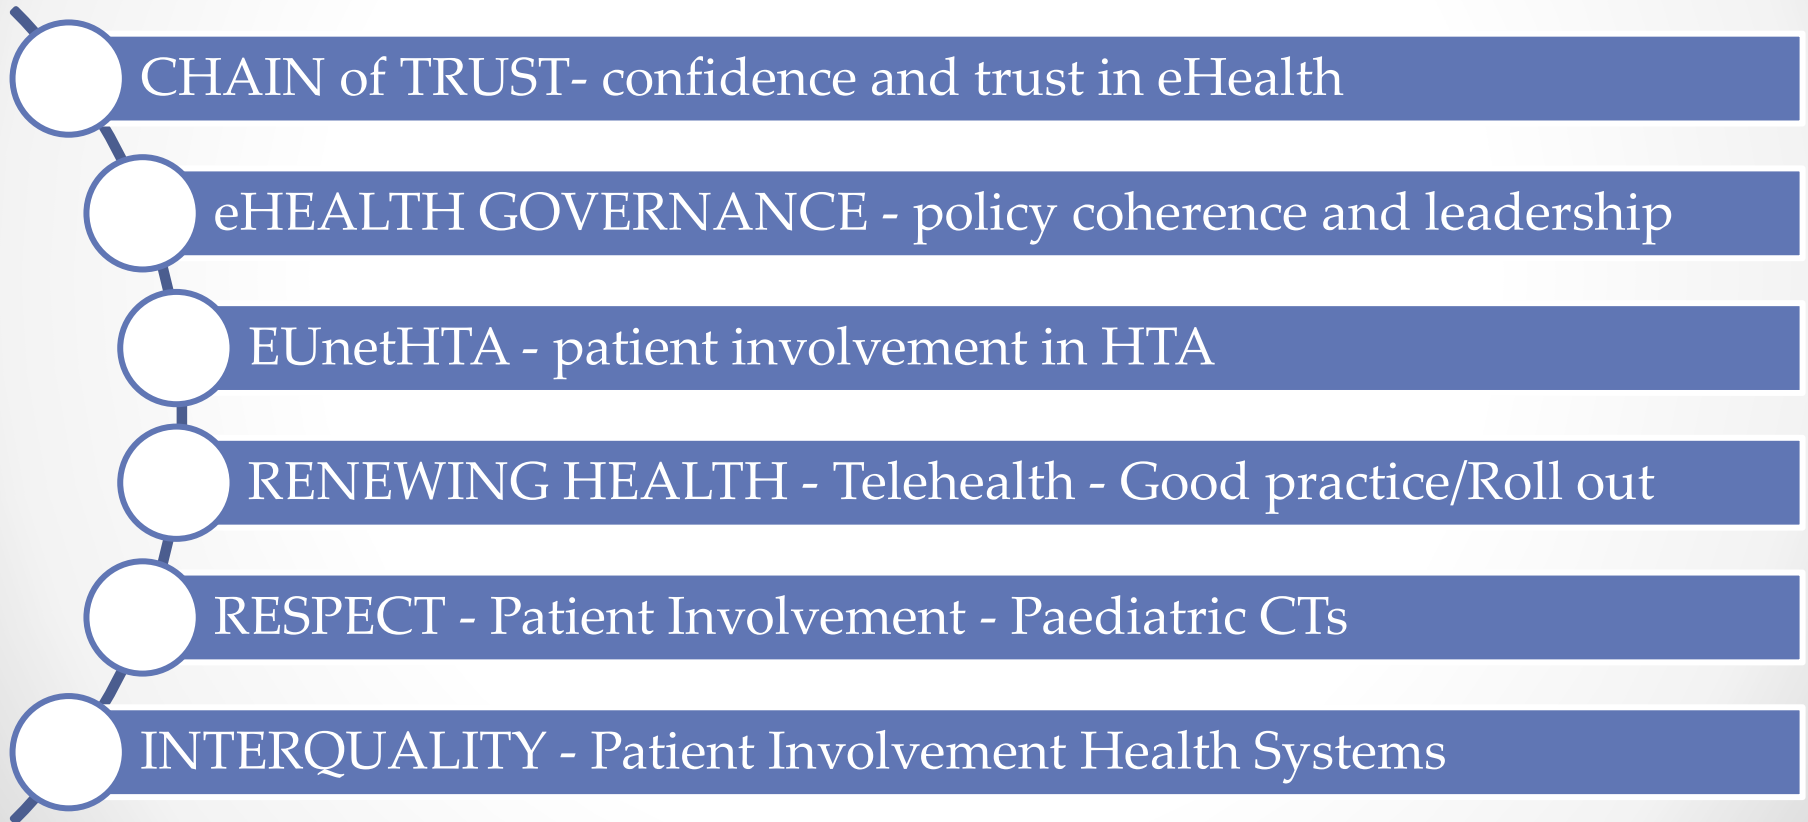 CHAIN of TRUST- confidence and trust in eHealth
eHEALTH GOVERNANCE - policy coherence and leadership
EUnetHTA - patient involvement in HTA
RENEWING HEALTH - Telehealth - Good practice/Roll out
RESPECT - Patient Involvement - Paediatric CTs
INTERQUALITY - Patient Involvement Health Systems